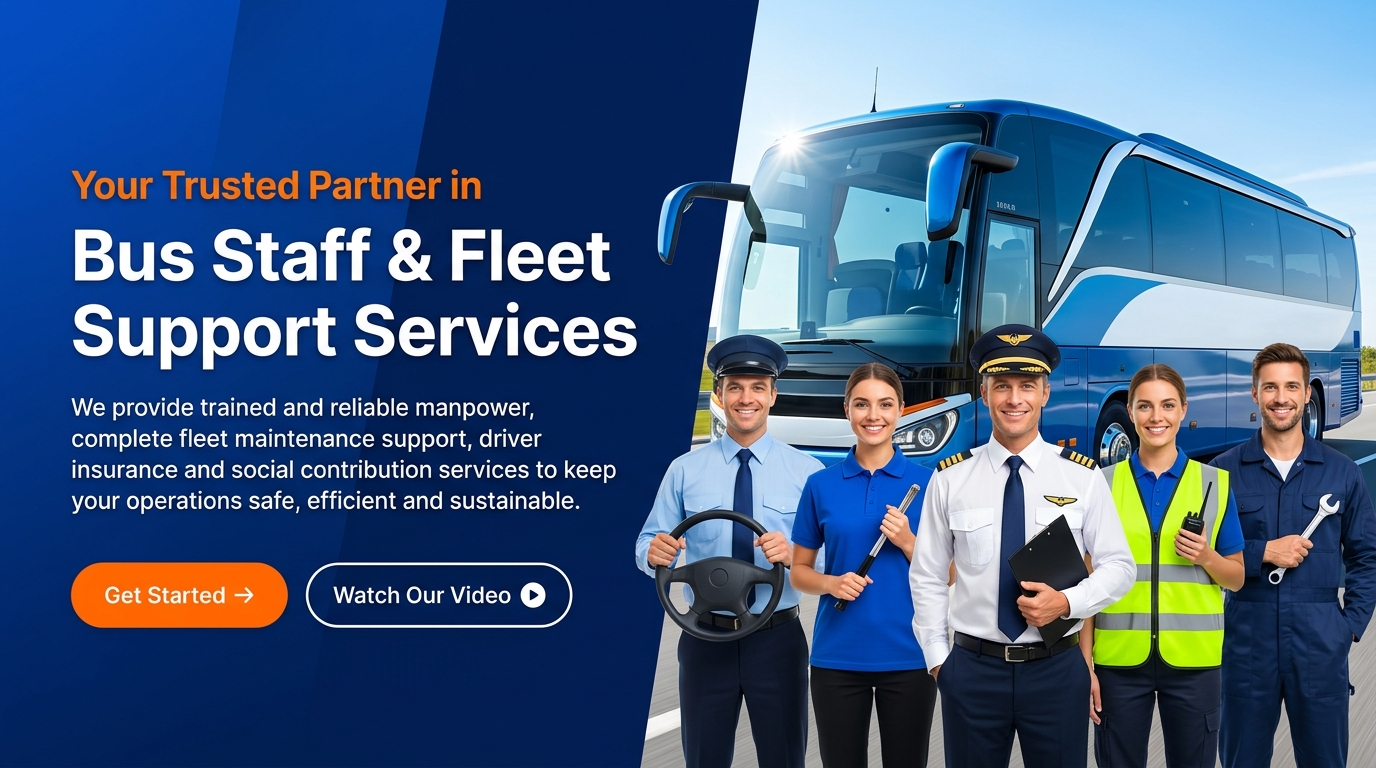 Your Trusted Partner in
Bus Staff & Fleet
Support Services
We provide trained and reliable manpower,
complete fleet maintenance support, driver
insurance and social contribution services to keep
your operations safe, efficient and sustainable.
Get Started →
Watch Our Video